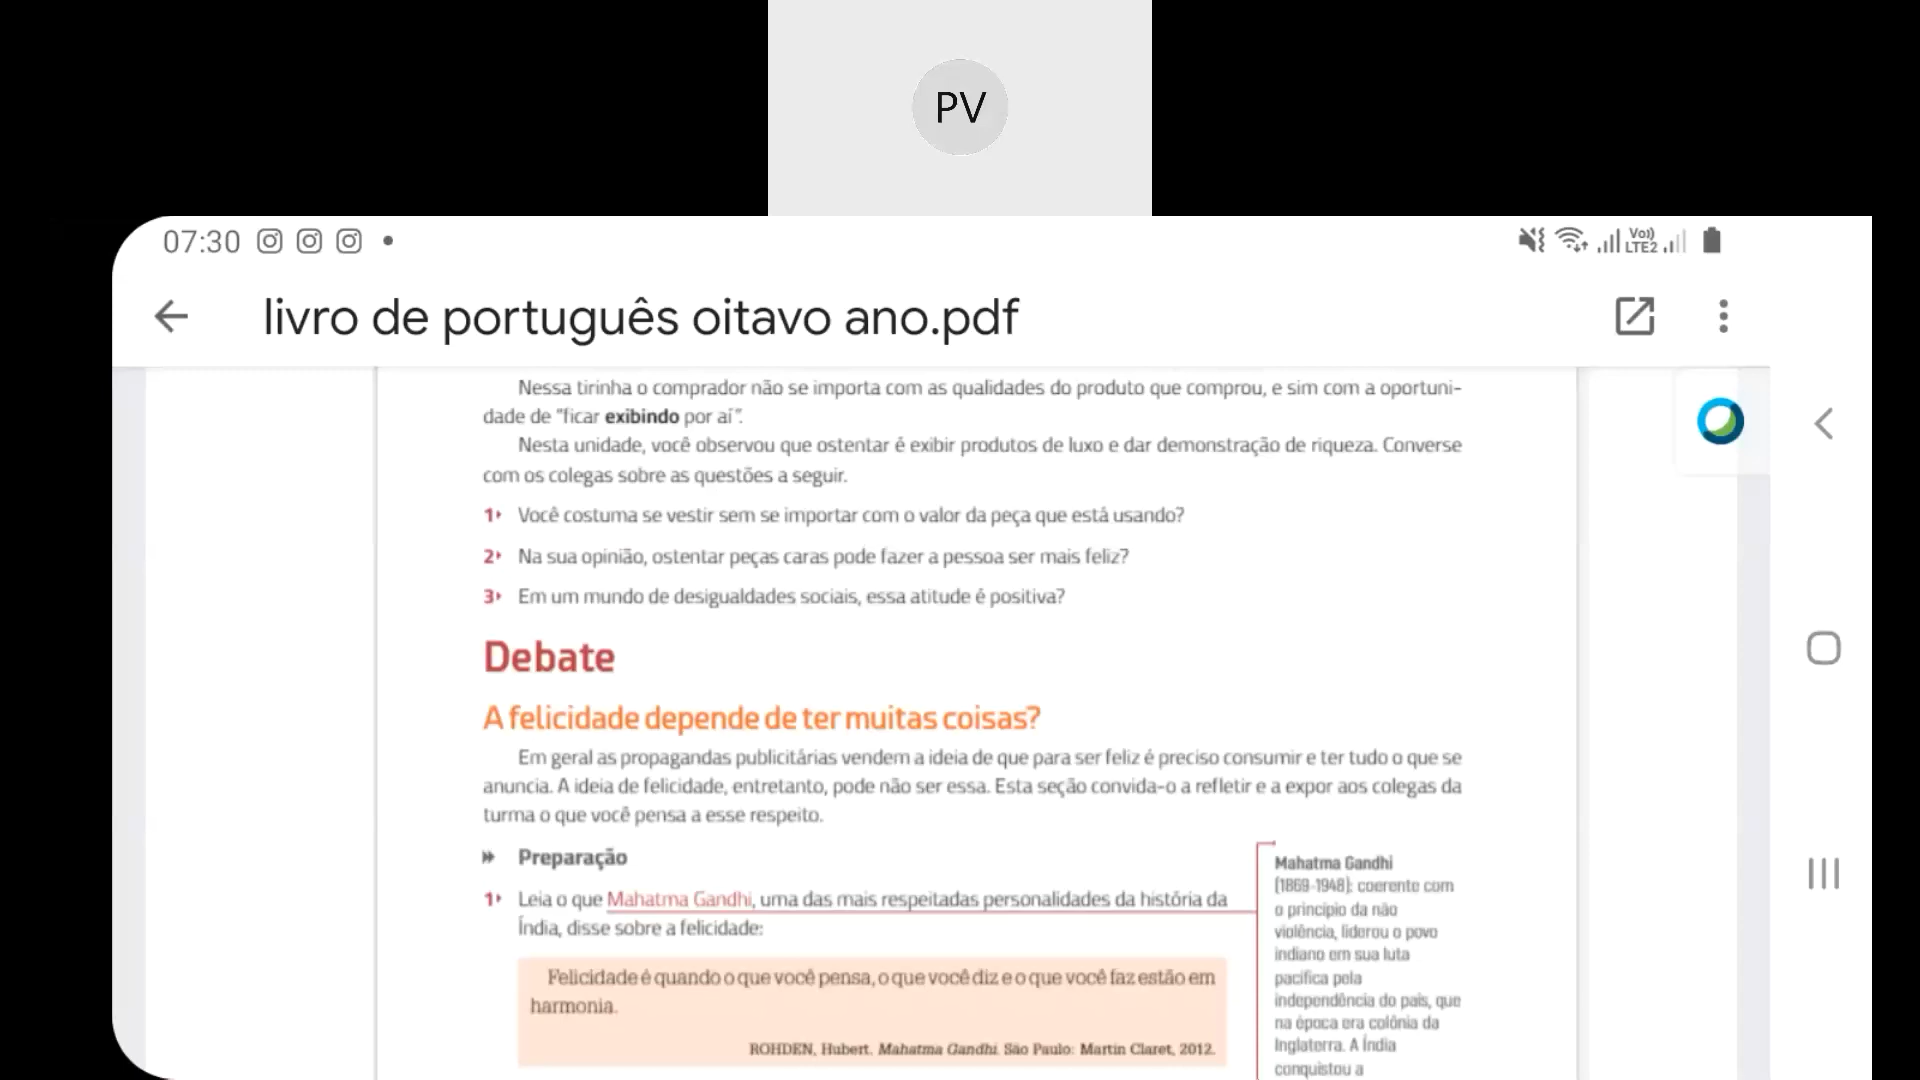 PV
07:30
Vo))
LTE2
livro de português oitavo ano.pdf
Nessa tirinha o comprador não se importa com as qualidades do produto que comprou, e sim com a oportuni-
dade de "ficar exibindo por aí".
Nesta unidade, você observou que ostentar é exibir produtos de luxo e dar demonstração de riqueza. Converse
com os colegas sobre as questões a seguir.
1 Você costuma se vestir sem se importar com o valor da peça que está usando?
2 Na sua opinião, ostentar peças caras pode fazer a pessoa ser mais feliz?
3 Em um mundo de desigualdades sociais, essa atitude é positiva?
Debate
A felicidade depende de ter muitas coisas?
Em geral as propagandas publicitárias vendem a ideia de que para ser feliz é preciso consumir e ter tudo o que se
anuncia. A ideia de felicidade, entretanto, pode não ser essa. Esta seção convida-o a refletir e a expor aos colegas da
turma o que você pensa a esse respeito.
Preparação
1 Leia o que Mahatma Gandhi, uma das mais respeitadas personalidades da história da
Índia, disse sobre a felicidade:
Felicidade é quando o que você pensa, o que você diz e o que você faz estão em
harmonia.
ROHDEN, Hubert. Mahatma Gandhi. São Paulo: Martin Claret, 2012.
Mahatma Gandhi
(1869-1948): coerente com
o princípio da não
violência, liderou o povo
indiano em sua luta
pacífica pela
independência do país, que
na época era colônia da
Inglaterra. A Índia
conquistou a